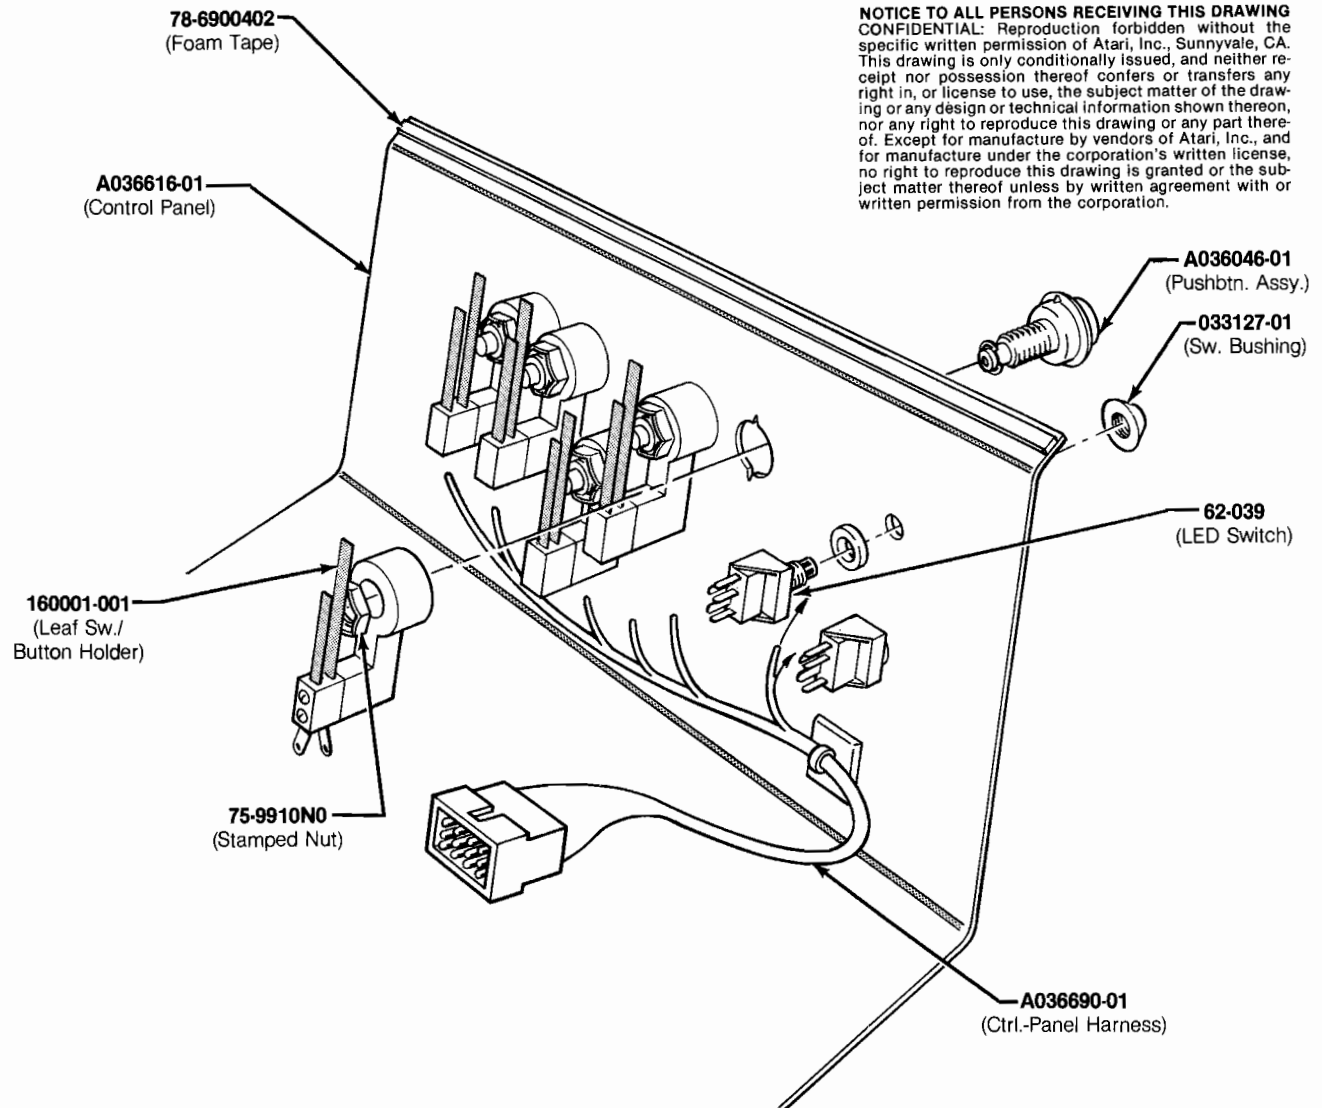 78-6900402
(Foam Tape)
NOTICE TO ALL PERSONS RECEIVING THIS DRAWING
CONFIDENTIAL: Reproduction forbidden without the
specific written permission of Atari, Inc., Sunnyvale, CA.
This drawing is only conditionally issued, and neither re-
ceipt nor possession thereof confers or transfers any
right in, or license to use, the subject matter of the draw-
ing or any design or technical information shown thereon,
nor any right to reproduce this drawing or any part there-
of. Except for manufacture by vendors of Atari, Inc., and
for manufacture under the corporation's written license,
no right to reproduce this drawing is granted or the sub-
ject matter thereof unless by written agreement with or
written permission from the corporation.
A036616-01
(Control Panel)
A036046-01
(Pushbtn. Assy.)
033127-01
(Sw. Bushing)
62-039
(LED Switch)
160001-001
(Leaf Sw./
Button Holder)
75-9910N0
(Stamped Nut)
A036690-01
(Ctrl.-Panel Harness)